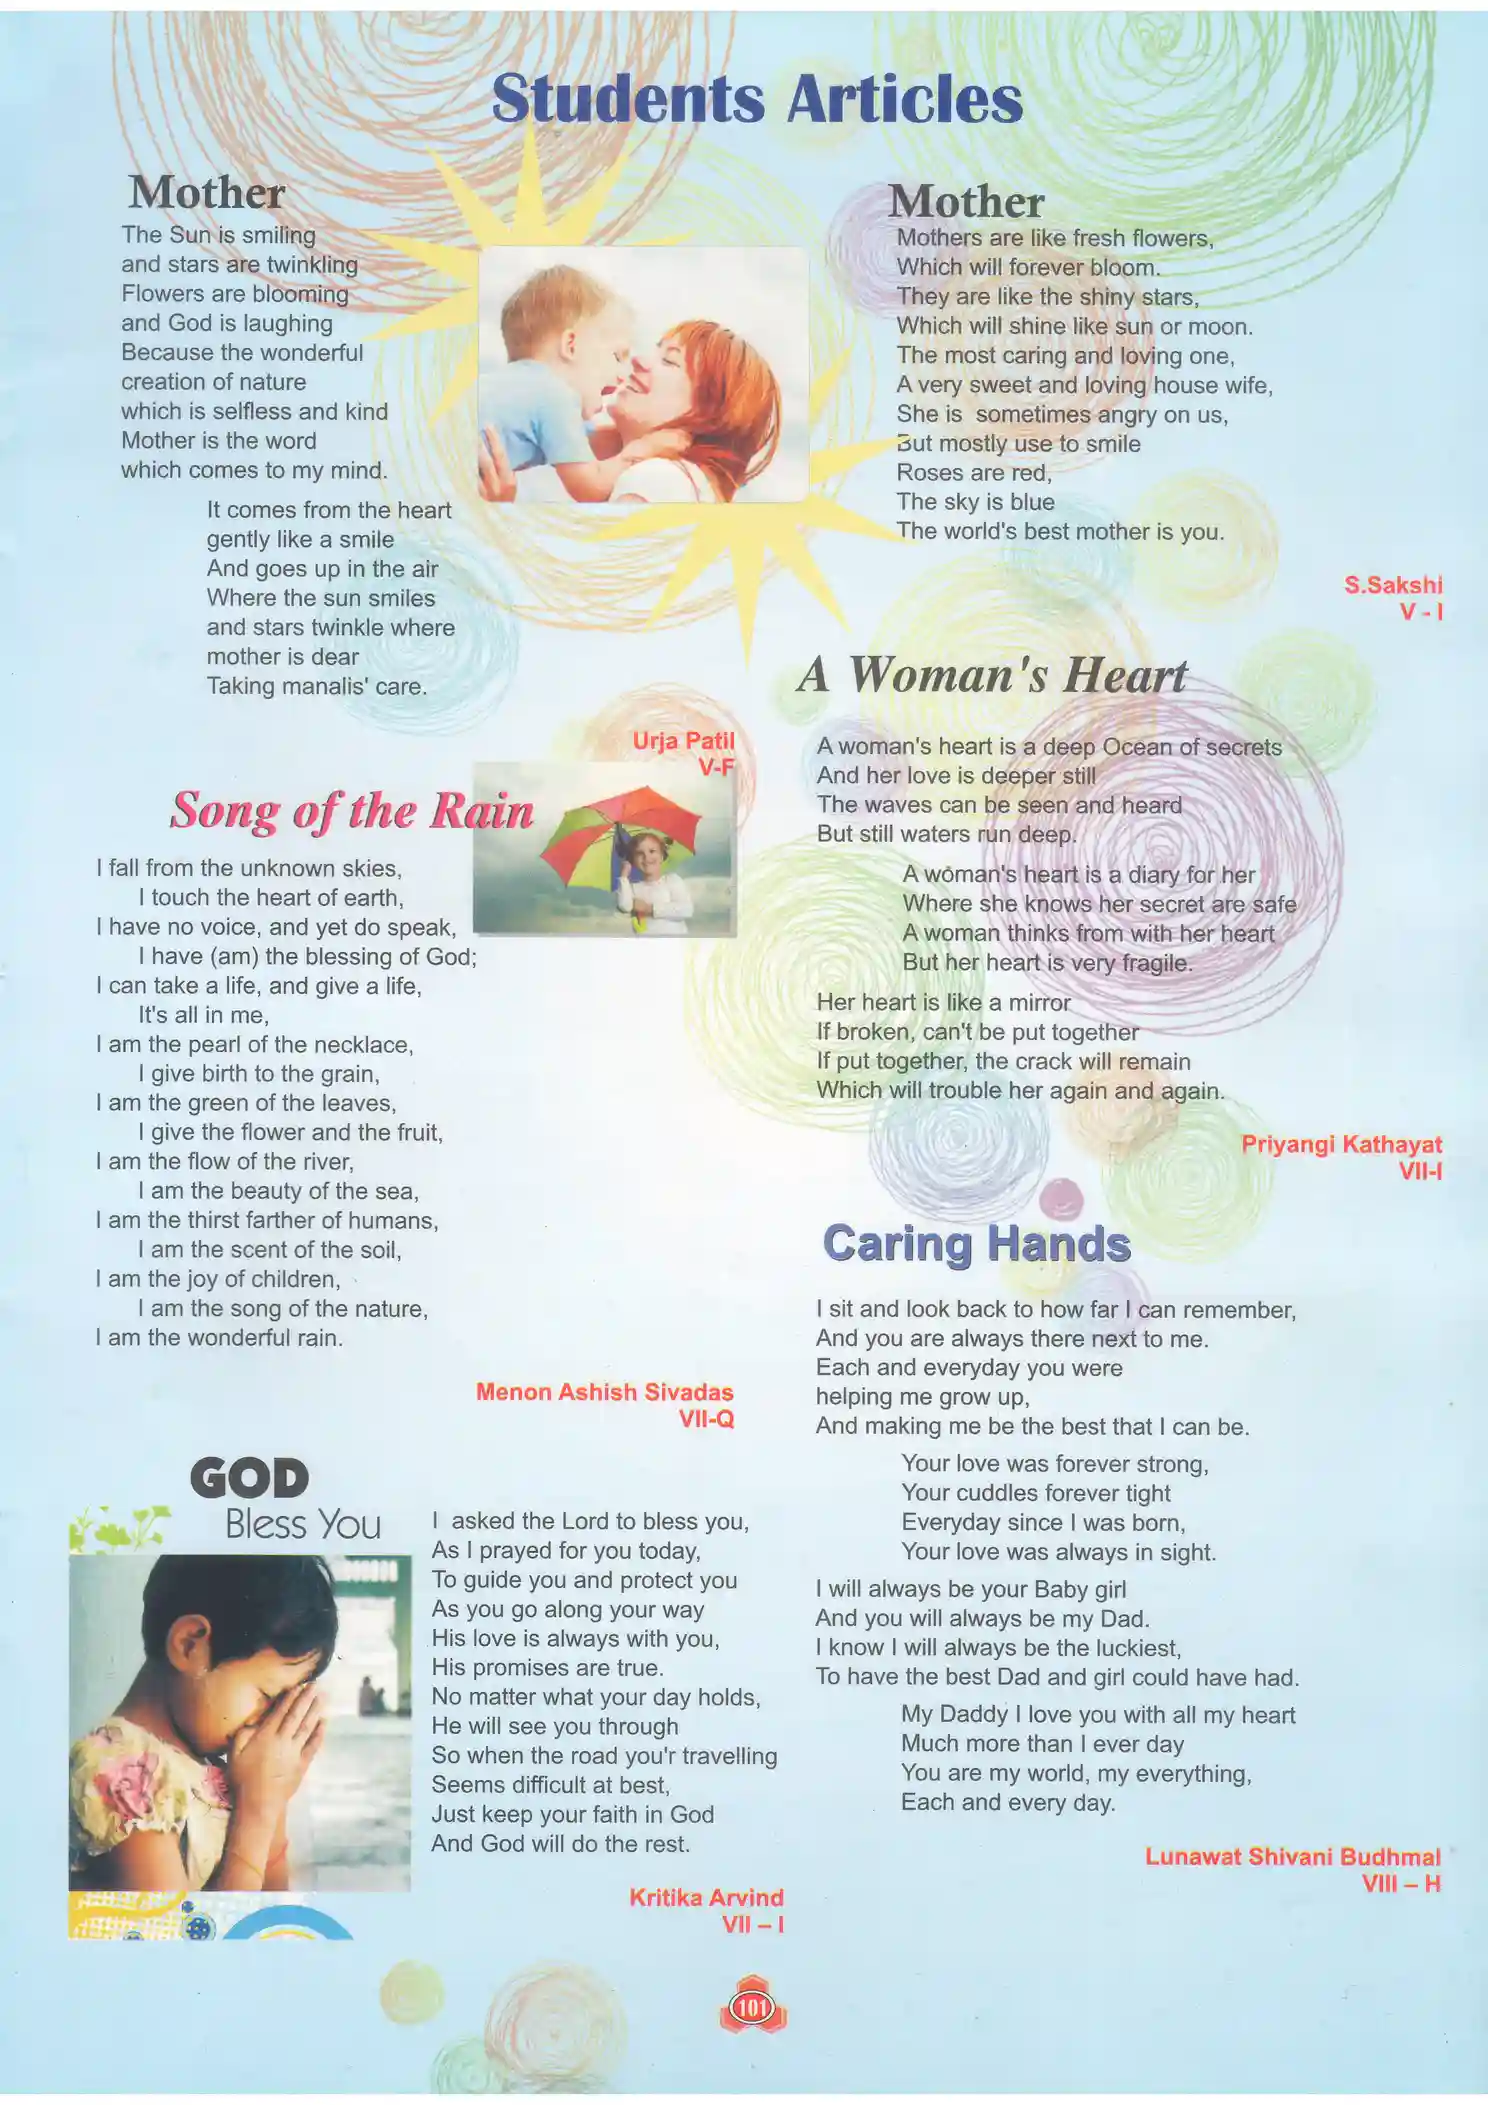 Students Articles
Mother
The Sun is smiling
and stars are twinkling
Flowers are blooming
and God is laughing
Because the wonderful
creation of nature
which is selfless and kind
Mother is the word
which comes to my mind.
It comes from the heart
gently like a smile
And goes up in the air
Where the sun smiles
and stars twinkle where
mother is dear
Taking manalis' care.
Urja Patil
V-F
Song of the Rain
I fall from the unknown skies,
I touch the heart of earth,
I have no voice, and yet do speak,
I have (am) the blessing of God;
I can take a life, and give a life,
It's all in me,
I am the pearl of the necklace,
I give birth to the grain,
I am the green of the leaves,
I give the flower and the fruit,
I am the flow of the river,
I am the beauty of the sea,
I am the thirst farther of humans,
I am the scent of the soil,
I am the joy of children,
I am the song of the nature,
I am the wonderful rain.
Menon Ashish Sivadas
VII-Q
GOD
Bless You
I asked the Lord to bless you,
As I prayed for you today,
To guide you and protect you
As you go along your way
His love is always with you,
His promises are true.
No matter what your day holds,
He will see you through
So when the road you'r travelling
Seems difficult at best,
Just keep your faith in God
And God will do the rest.
Kritika Arvind
VII – I
Mother
Mothers are like fresh flowers,
Which will forever bloom.
They are like the shiny stars,
Which will shine like sun or moon.
The most caring and loving one,
A very sweet and loving house wife,
She is sometimes angry on us,
But mostly use to smile
Roses are red,
The sky is blue
The world's best mother is you.
S.Sakshi
V - I
A Woman's Heart
A woman's heart is a deep Ocean of secrets
And her love is deeper still
The waves can be seen and heard
But still waters run deep.
A woman's heart is a diary for her
Where she knows her secret are safe
A woman thinks from with her heart
But her heart is very fragile.
Her heart is like a mirror
If broken, can't be put together
If put together, the crack will remain
Which will trouble her again and again.
Priyangi Kathayat
VII-I
Caring Hands
I sit and look back to how far I can remember,
And you are always there next to me.
Each and everyday you were
helping me grow up,
And making me be the best that I can be.
Your love was forever strong,
Your cuddles forever tight
Everyday since I was born,
Your love was always in sight.
I will always be your Baby girl
And you will always be my Dad.
I know I will always be the luckiest,
To have the best Dad and girl could have had.
My Daddy I love you with all my heart
Much more than I ever day
You are my world, my everything,
Each and every day.
Lunawat Shivani Budhmal
VIII – H
101